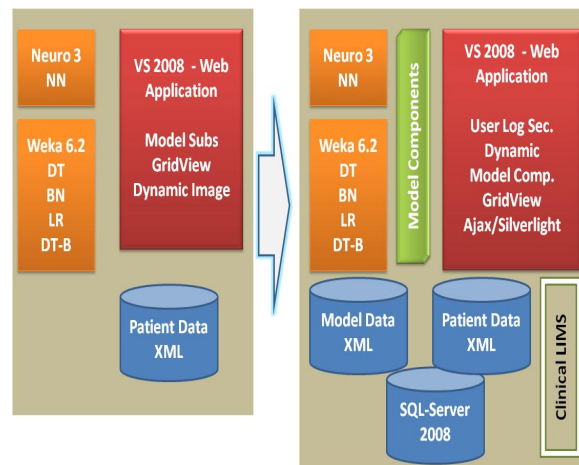 Neuro 3
NN
VS 2008 - Web
Application
Model Subs
GridView
Dynamic Image
Weka 6.2
DT
BN
LR
DT-B
Patient Data
XML
Neuro 3
NN
Weka 6.2
DT
BN
LR
DT-B
Model Components
VS 2008 - Web
Application
User Log Sec.
Dynamic
Model Comp.
GridView
Ajax/Silverlight
Model Data
XML
Patient Data
XML
SQL-Server
2008
Clinical LIMS